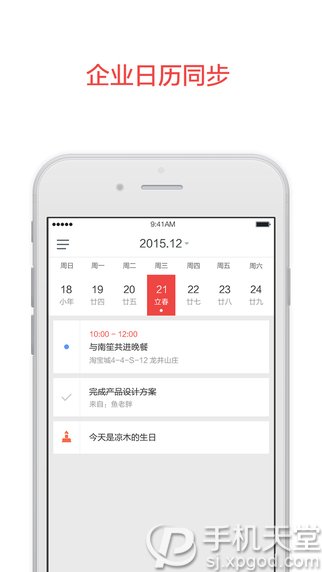 企业日历同步
9:41AM
2015.12
周日 周一 周二 周三 周四 周五 周六
18 19 20 21 22 23 24
小年 廿四 廿五 立春 廿七 廿八 廿九
10:00 - 12:00
与南笙共进晚餐
淘宝城4-4-S-12 龙井山庄
完成产品设计方案
来自：鱼老胖
今天是凉木的生日
手机天堂
sj.xpgod.com